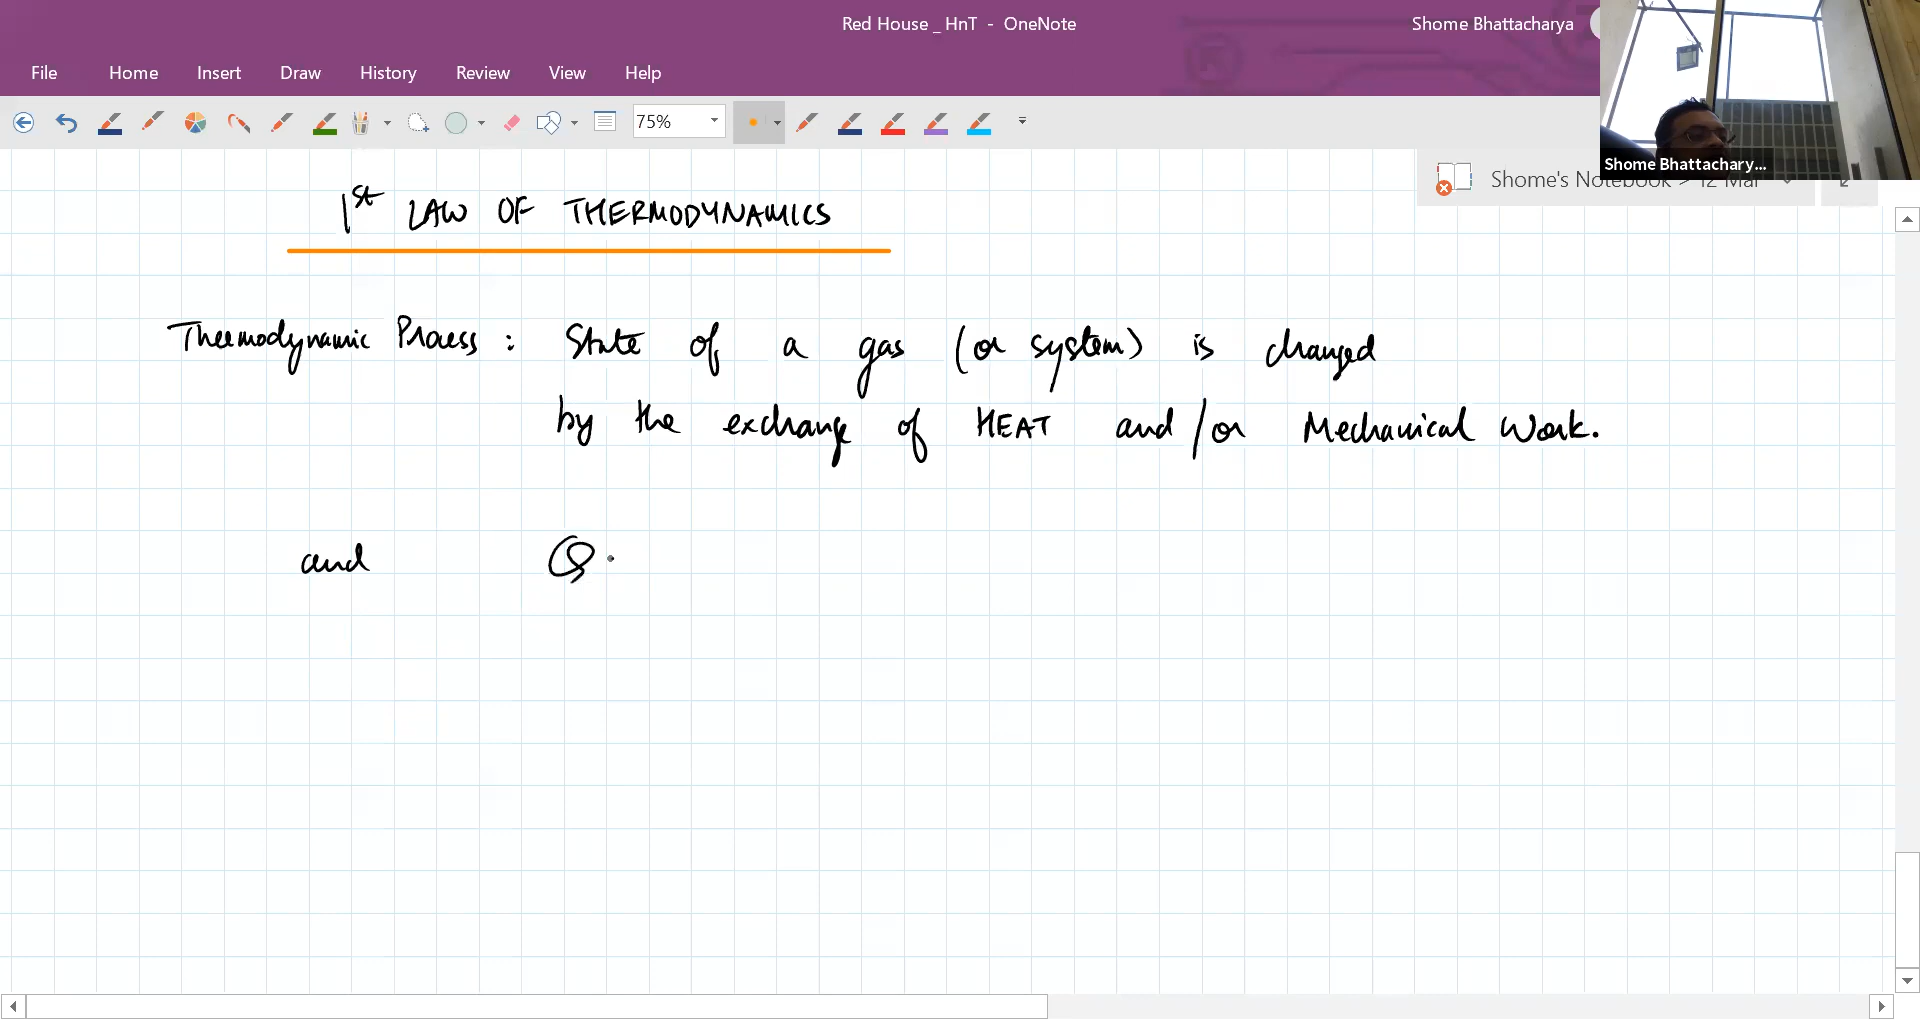 Red House _ HnT - OneNote
Shome Bhattacharya
File Home Insert Draw History Review View Help
75%
Shome Bhattachary...
Shome's Notebook > 12 Mar
1st LAW OF THERMODYNAMICS
Thermodynamic Process : State of a gas (or system) is changed
by the exchange of HEAT and/or Mechanical Work.
and Q